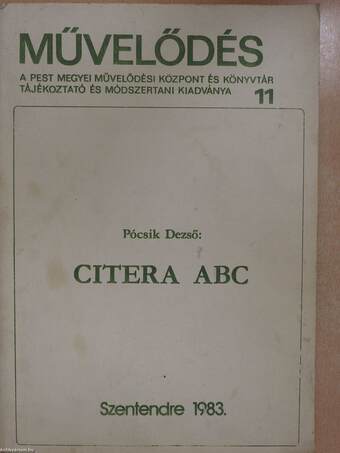 MŰVELŐDÉS
A PEST MEGYEI MŰVELŐDÉSI KÖZPONT ÉS KÖNYVTÁR
TÁJÉKOZTATÓ ÉS MÓDSZERTANI KIADVÁNYA 11
Pócsik Dezső:
CITERA ABC
Szentendre 1983.